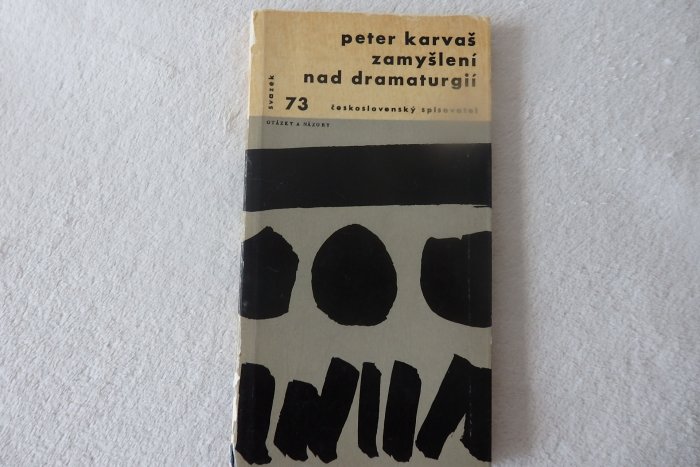 peter karvaš
zamyšlení
nad dramaturgií
svazek
73
československý spisovatel
OTÁZKY A NÁZORY